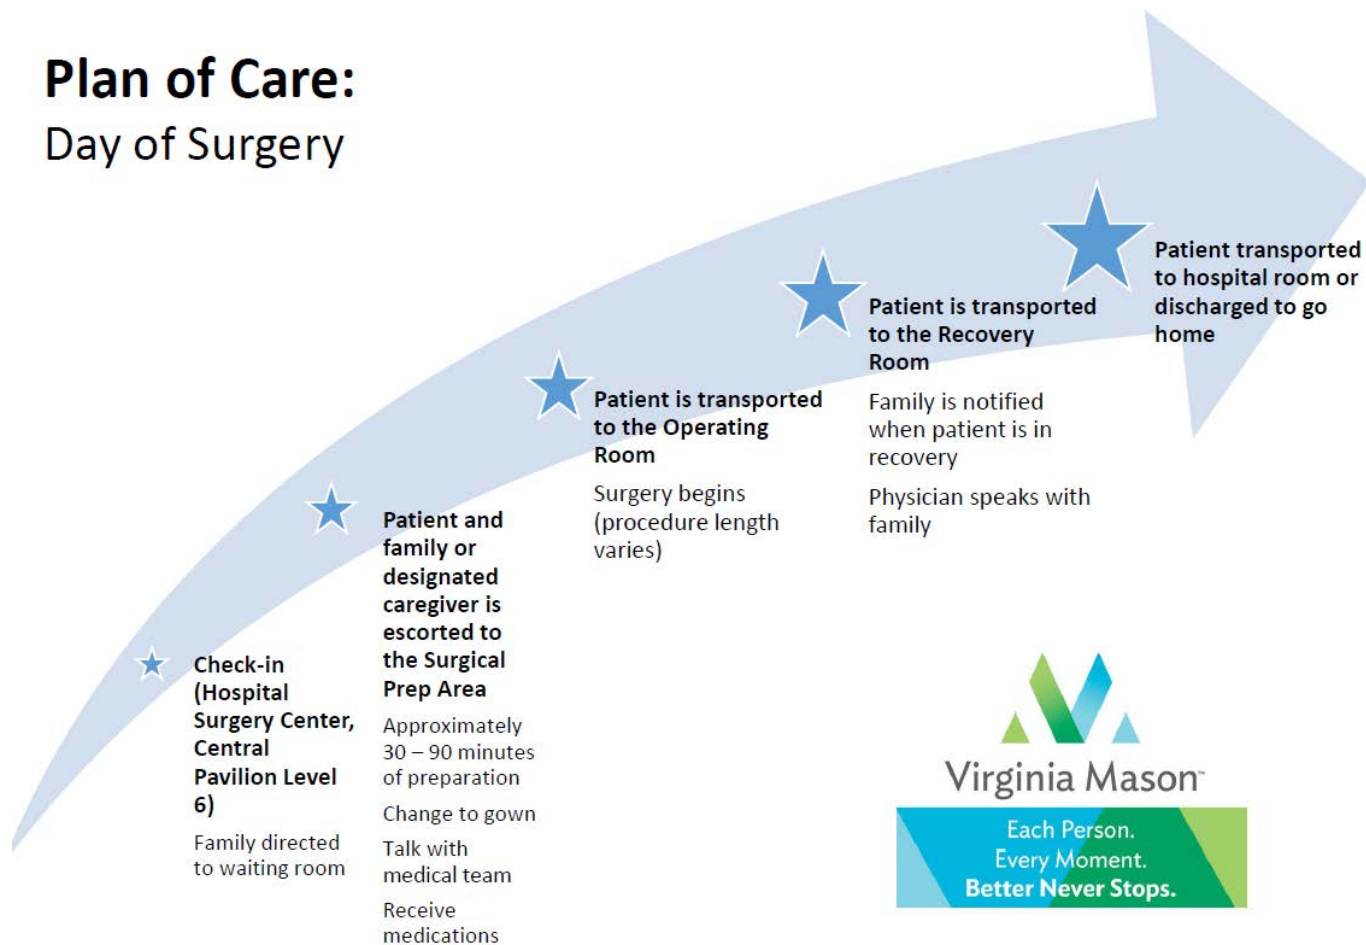 Plan of Care:
Day of Surgery
Check-in
(Hospital
Surgery Center,
Central
Pavilion Level
6)
Family directed
to waiting room
Patient and
family or
designated
caregiver is
escorted to
the Surgical
Prep Area
Approximately
30 – 90 minutes
of preparation
Change to gown
Talk with
medical team
Receive
medications
Patient is transported
to the Operating
Room
Surgery begins
(procedure length
varies)
Patient is transported
to the Recovery
Room
Family is notified
when patient is in
recovery
Physician speaks with
family
Patient transported
to hospital room or
discharged to go
home
Virginia Mason™
Each Person.
Every Moment.
Better Never Stops.